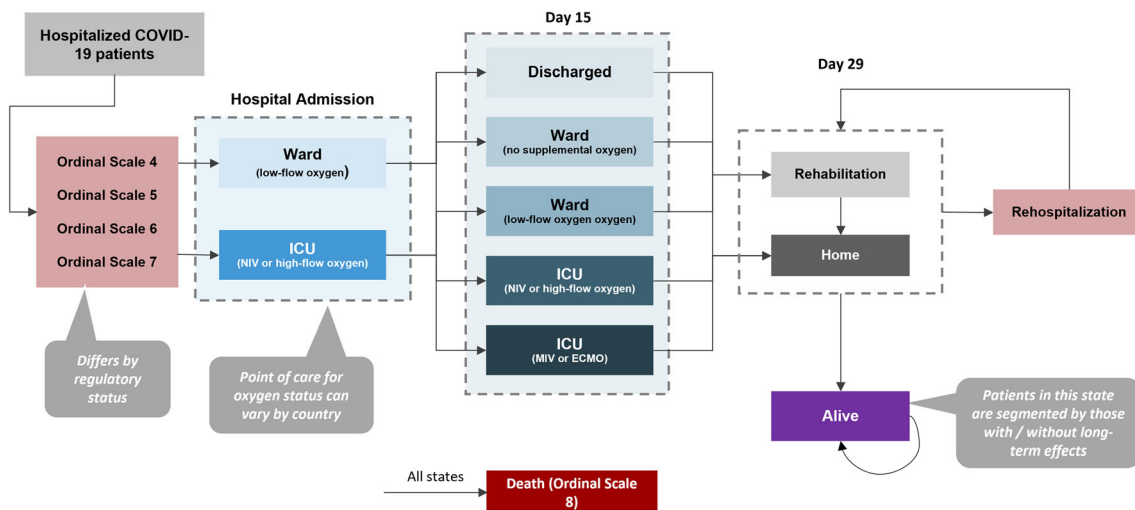 Hospitalized COVID-
19 patients
Ordinal Scale 4
Ordinal Scale 5
Ordinal Scale 6
Ordinal Scale 7
Differs by
regulatory
status
Hospital Admission
Ward
(low-flow oxygen)
ICU
(NIV or high-flow oxygen)
Point of care for
oxygen status can
vary by country
Day 15
Discharged
Ward
(no supplemental oxygen)
Ward
(low-flow oxygen oxygen)
ICU
(NIV or high-flow oxygen)
ICU
(MIV or ECMO)
Day 29
Rehabilitation
Home
Rehospitalization
Alive
Patients in this state
are segmented by those
with / without long-
term effects
All states
Death (Ordinal Scale
8)